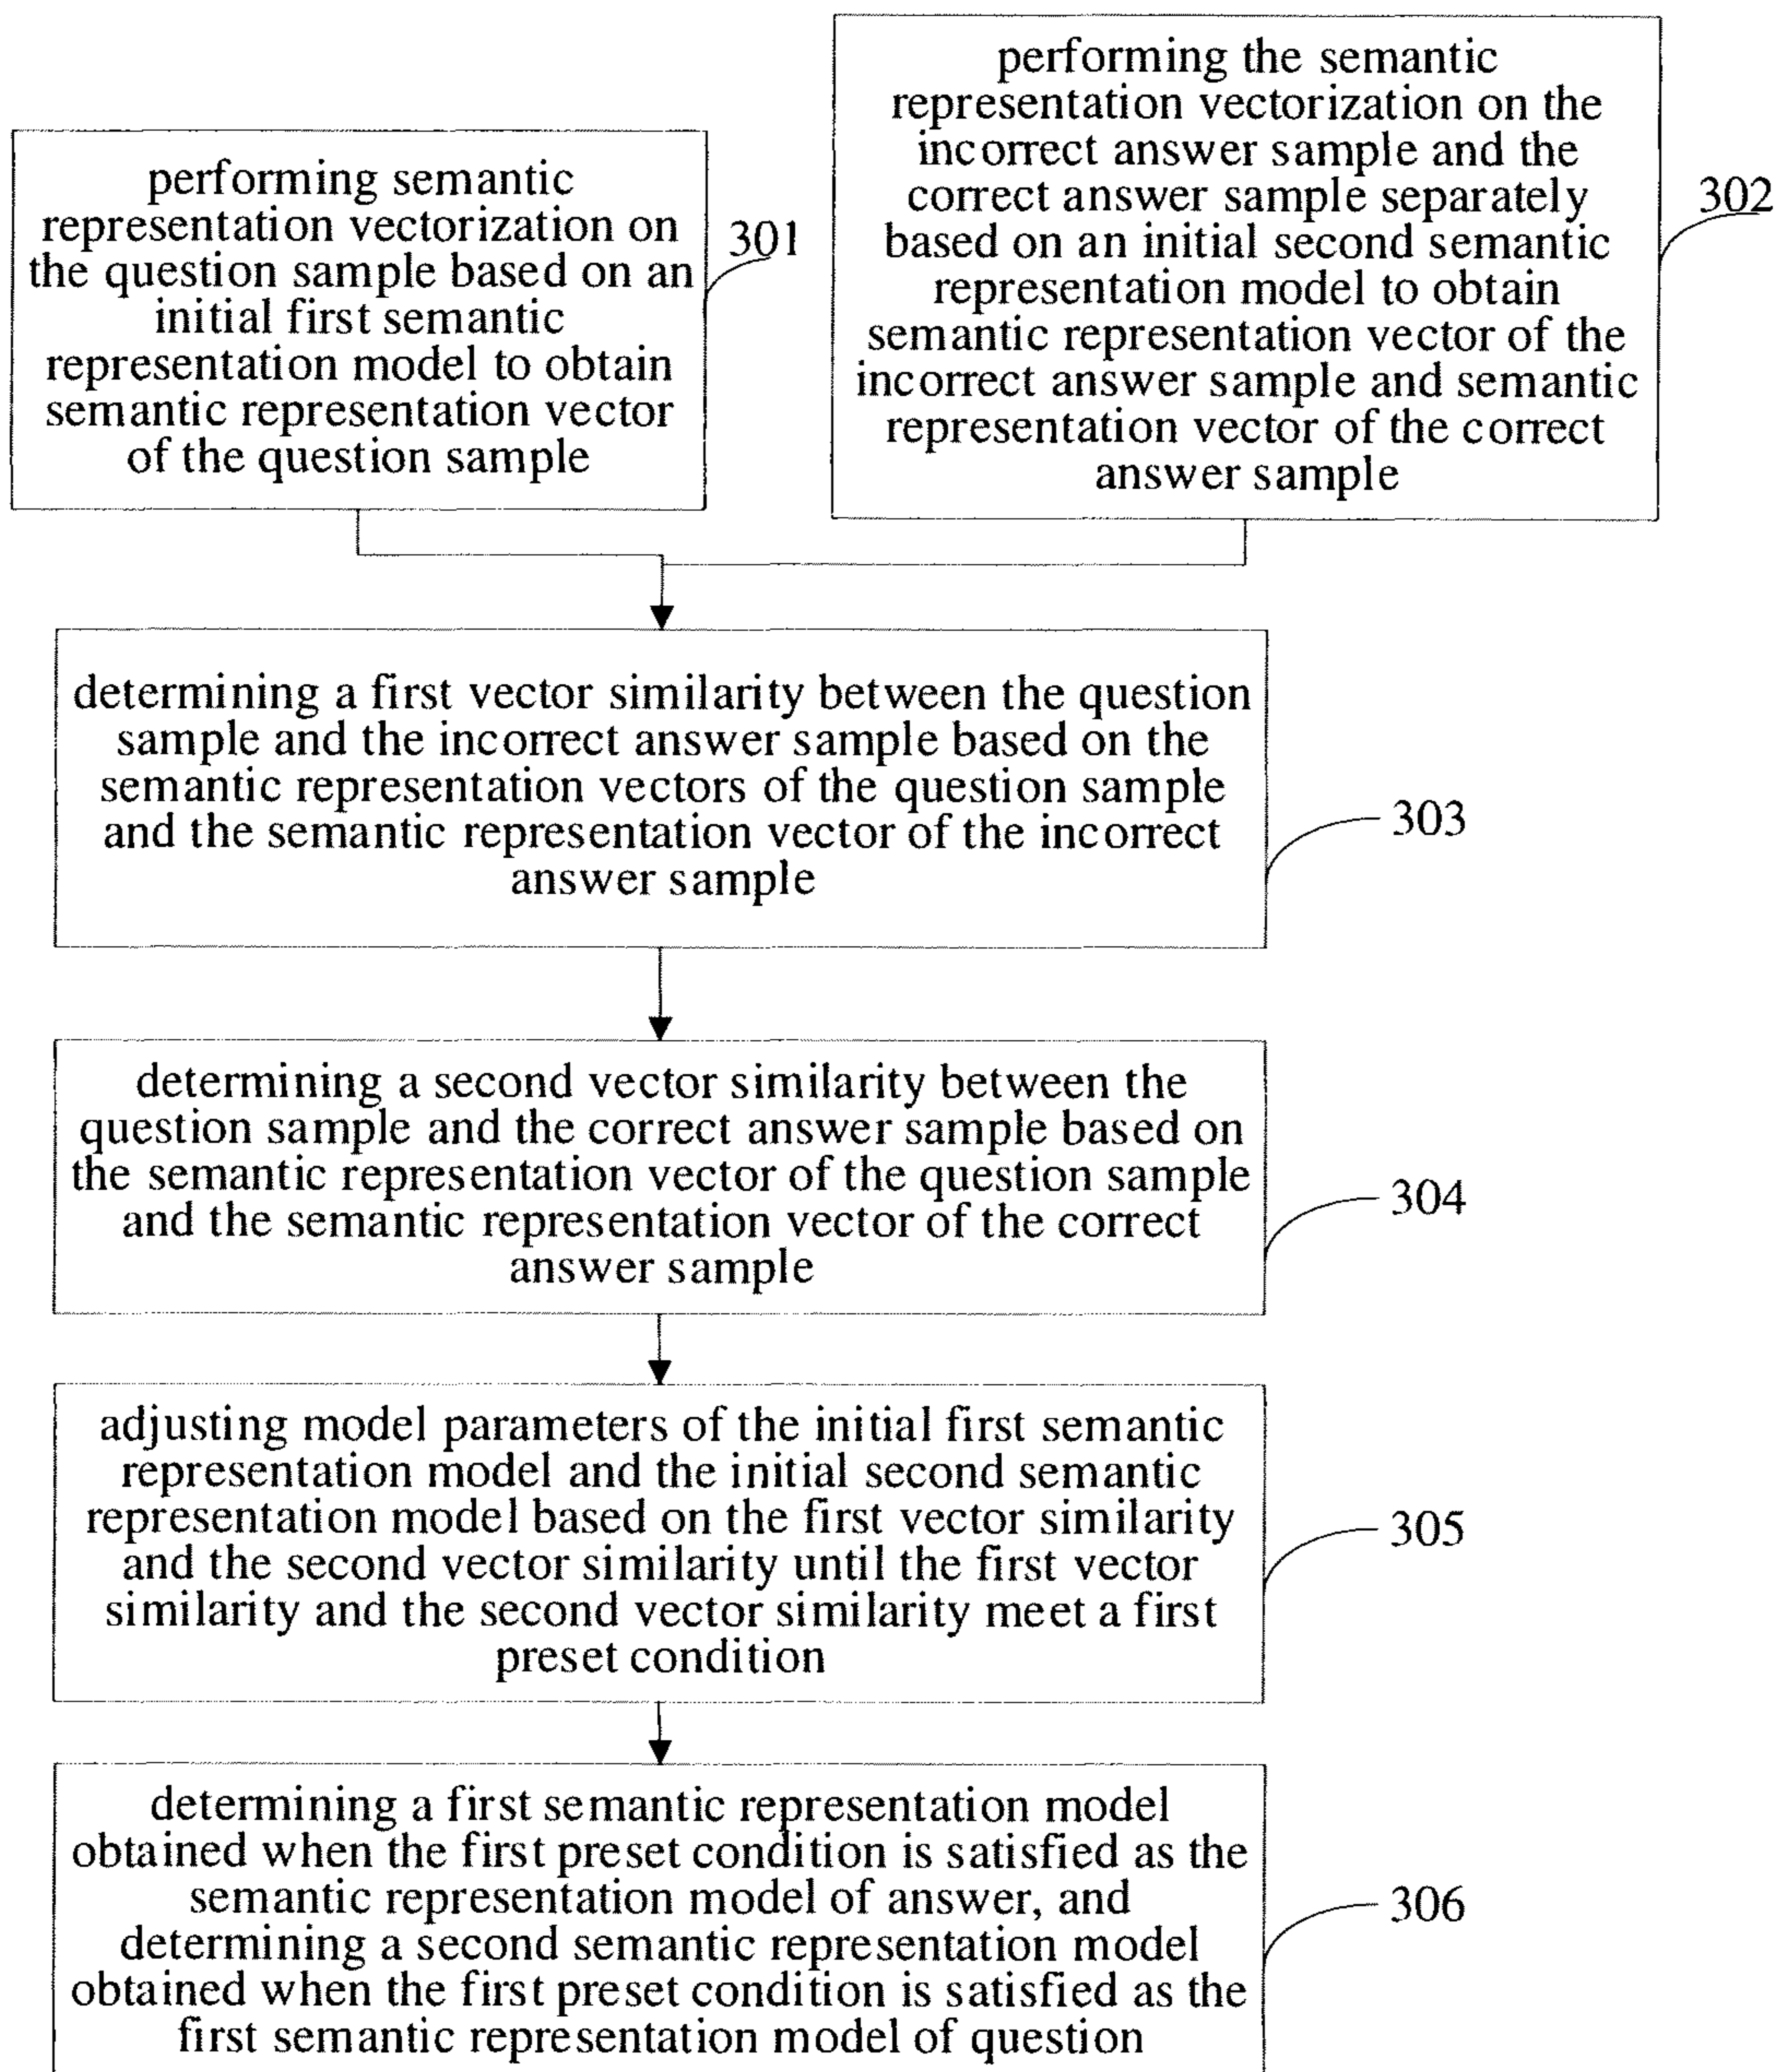 performing semantic
representation vectorization on
the question sample based on an
initial first semantic
representation model to obtain
semantic representation vector
of the question sample
301
performing the semantic
representation vectorization on the
incorrect answer sample and the
correct answer sample separately
based on an initial second semantic
representation model to obtain
semantic representation vector of the
incorrect answer sample and semantic
representation vector of the correct
answer sample
302
determining a first vector similarity between the question
sample and the incorrect answer sample based on the
semantic representation vectors of the question sample
and the semantic representation vector of the incorrect
answer sample
303
determining a second vector similarity between the
question sample and the correct answer sample based on
the semantic representation vector of the question sample
and the semantic representation vector of the correct
answer sample
304
adjusting model parameters of the initial first semantic
representation model and the initial second semantic
representation model based on the first vector similarity
and the second vector similarity until the first vector
similarity and the second vector similarity meet a first
preset condition
305
determining a first semantic representation model
obtained when the first preset condition is satisfied as the
semantic representation model of answer, and
determining a second semantic representation model
obtained when the first preset condition is satisfied as the
first semantic representation model of question
306